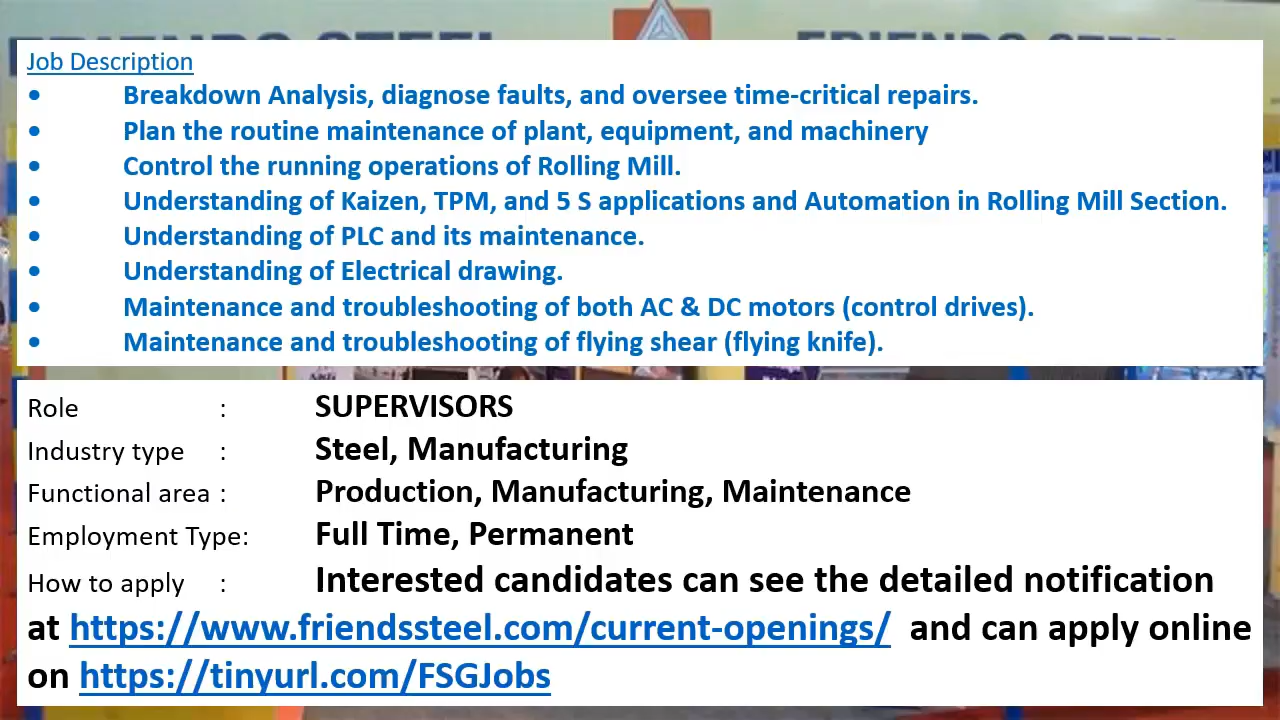 FRIENDS STEEL FRIENDS STEEL
Job Description
• Breakdown Analysis, diagnose faults, and oversee time-critical repairs.
• Plan the routine maintenance of plant, equipment, and machinery
• Control the running operations of Rolling Mill.
• Understanding of Kaizen, TPM, and 5 S applications and Automation in Rolling Mill Section.
• Understanding of PLC and its maintenance.
• Understanding of Electrical drawing.
• Maintenance and troubleshooting of both AC & DC motors (control drives).
• Maintenance and troubleshooting of flying shear (flying knife).
Role : SUPERVISORS
Industry type : Steel, Manufacturing
Functional area : Production, Manufacturing, Maintenance
Employment Type: Full Time, Permanent
How to apply : Interested candidates can see the detailed notification
at https://www.friendssteel.com/current-openings/ and can apply online
on https://tinyurl.com/FSGJobs